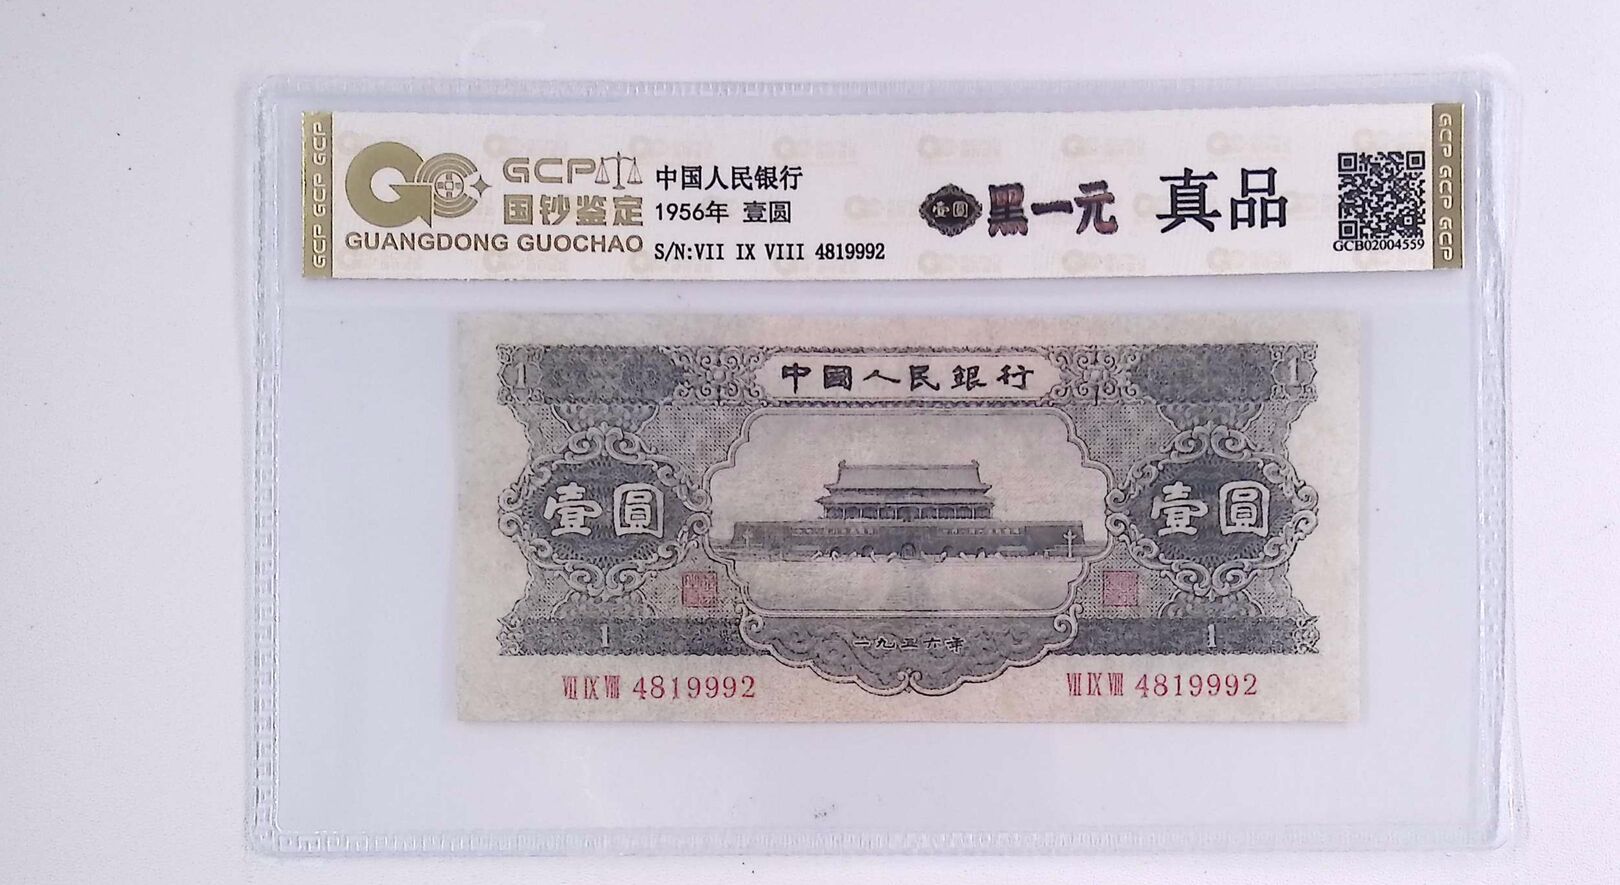 GCP GCP GCP
GCP
国钞鉴定
GUANGDONG GUOCHAO
中国人民银行
1956年 壹圆
S/N:VII IX VIII 4819992
壹圆
黑一元
真品
GCB02004559
GCP GCP GCP
1
中國人民銀行
1
壹圓
壹圓
1
一九五六年
1
VII IX VIII 4819992
VII IX VIII 4819992